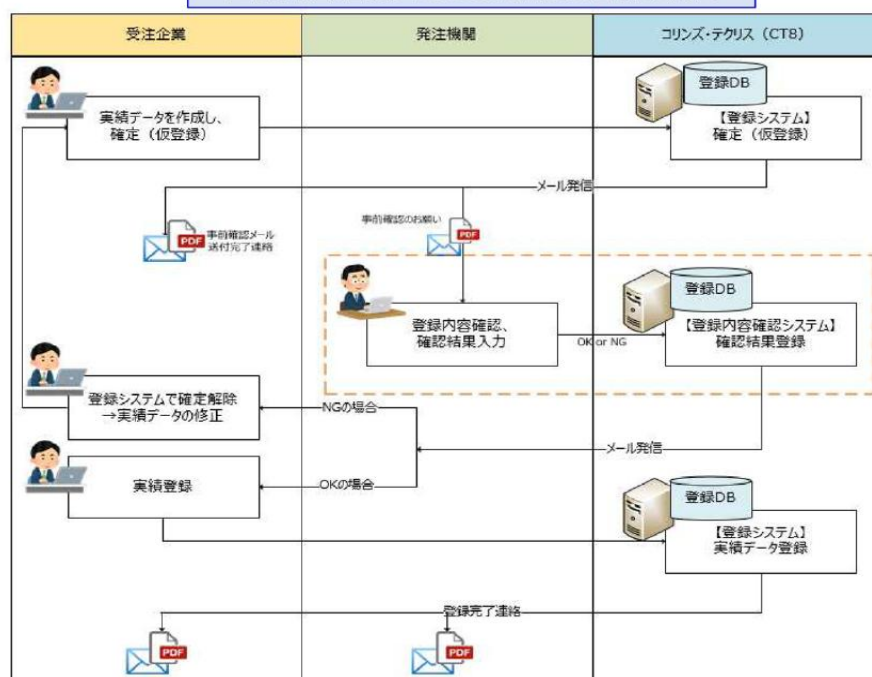 受注企業
発注機関
コリンズ・テクリス（CT8）
登録DB
実績データを作成し、
確定（仮登録）
【登録システム】
確定（仮登録）
メール発信
事前確認のお願い
PDF
事前確認メール
送付完了連絡
PDF
登録DB
登録内容確認、
確認結果入力
OK or NG
【登録内容確認システム】
確認結果登録
登録システムで確定解除
→実績データの修正
NGの場合
メール発信
実績登録
OKの場合
登録DB
【登録システム】
実績データ登録
登録完了連絡
PDF
PDF